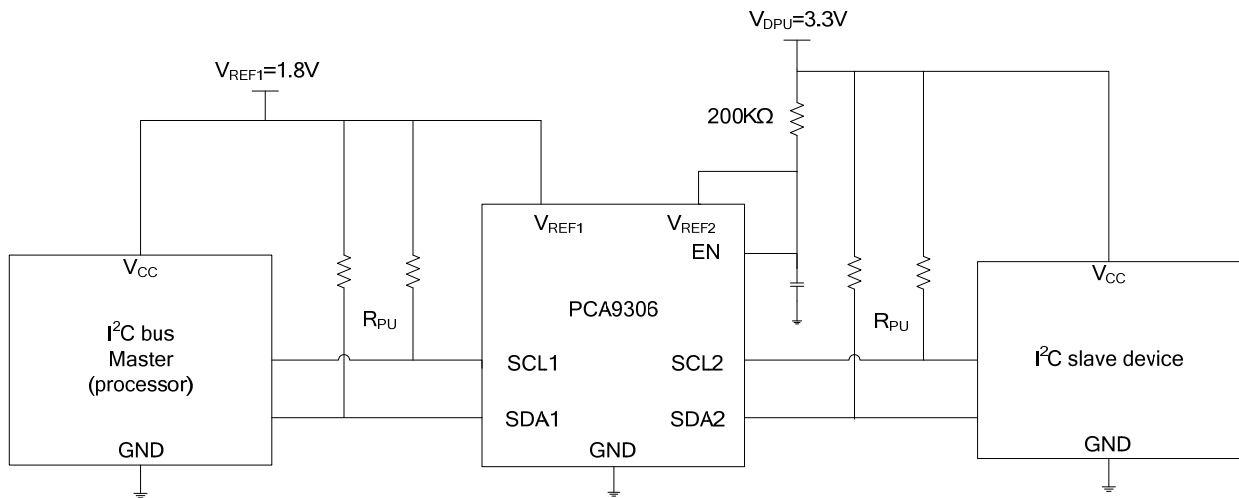 V_DPU=3.3V
V_REF1=1.8V
200KΩ
V_REF1
V_REF2
EN
V_CC
V_CC
PCA9306
I²C bus
Master
(processor)
R_PU
R_PU
SCL1
SCL2
I²C slave device
SDA1
SDA2
GND
GND
GND